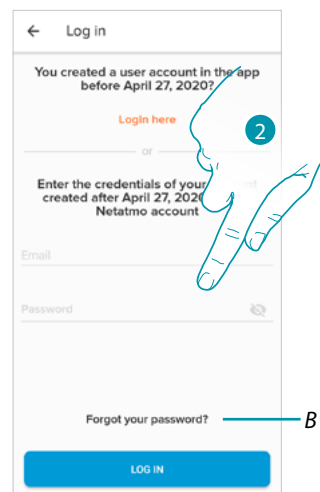 Log in
You created a user account in the app
before April 27, 2020?
Login here
or
2
Enter the credentials of your
created after April 27, 202
Netatmo account
Email
Password
Forgot your password?
B
LOG IN